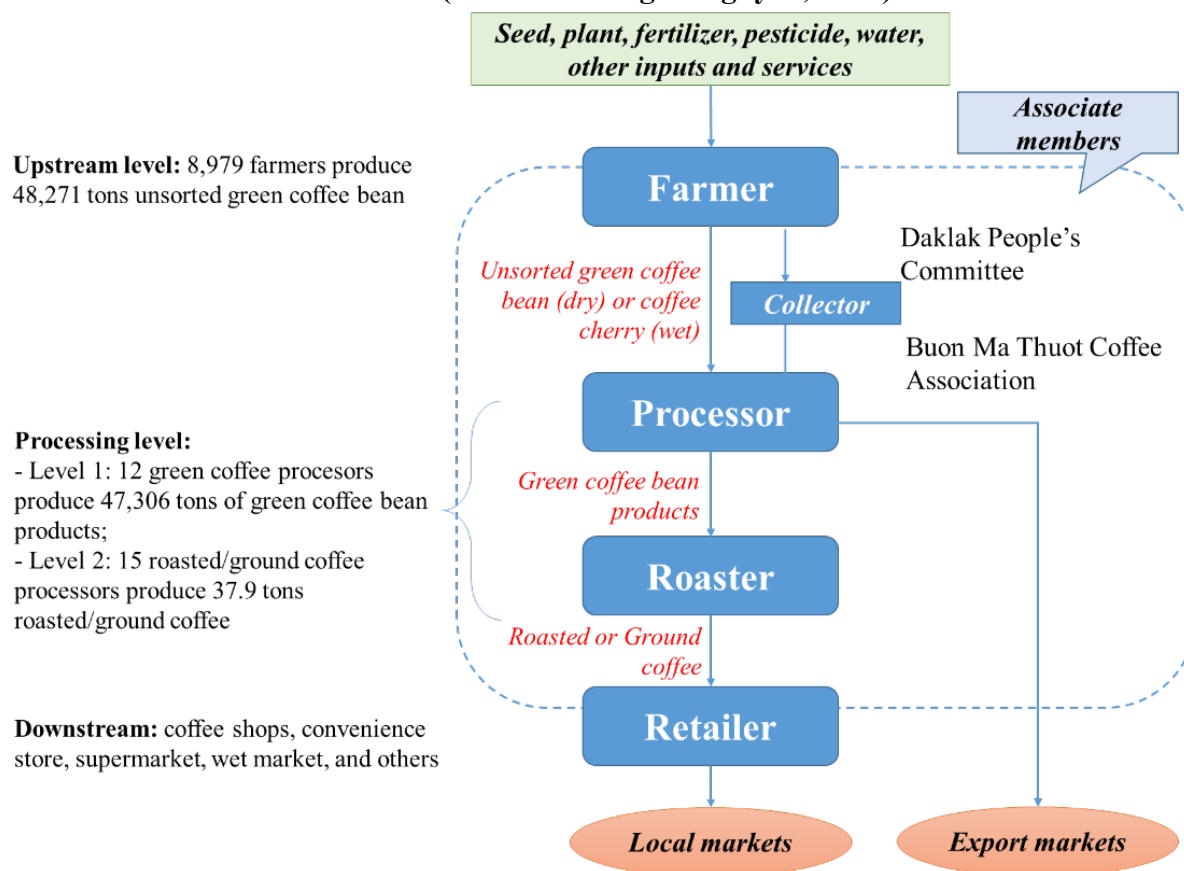 Seed, plant, fertilizer, pesticide, water,
other inputs and services
Associate
members
Upstream level: 8,979 farmers produce
48,271 tons unsorted green coffee bean
Farmer
Daklak People's
Committee
Unsorted green coffee
bean (dry) or coffee
cherry (wet)
Collector
Buon Ma Thuot Coffee
Association
Processor
Processing level:
- Level 1: 12 green coffee procesors
produce 47,306 tons of green coffee bean
products;
- Level 2: 15 roasted/ground coffee
processors produce 37.9 tons
roasted/ground coffee
Green coffee bean
products
Roaster
Roasted or Ground
coffee
Downstream: coffee shops, convenience
store, supermarket, wet market, and others
Retailer
Local markets
Export markets